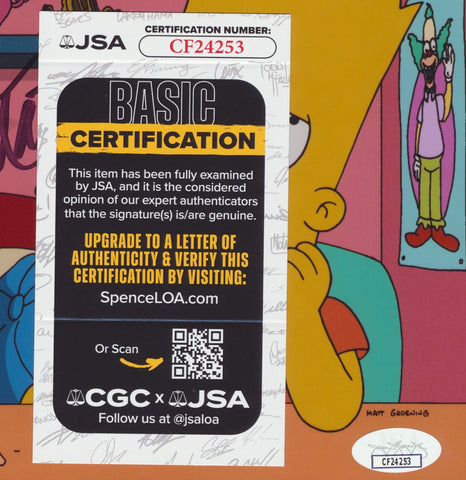 JSA
CERTIFICATION NUMBER:
CF24253
BASIC
CERTIFICATION
This item has been fully examined
by JSA, and it is the considered
opinion of our expert authenticators
that the signature(s) is/are genuine.
UPGRADE TO A LETTER OF
AUTHENTICITY & VERIFY THIS
CERTIFICATION BY VISITING:
SpenceLOA.com
Or Scan
CGC x JSA
Follow us at @jsaloa
MATT GROENING
CF24253